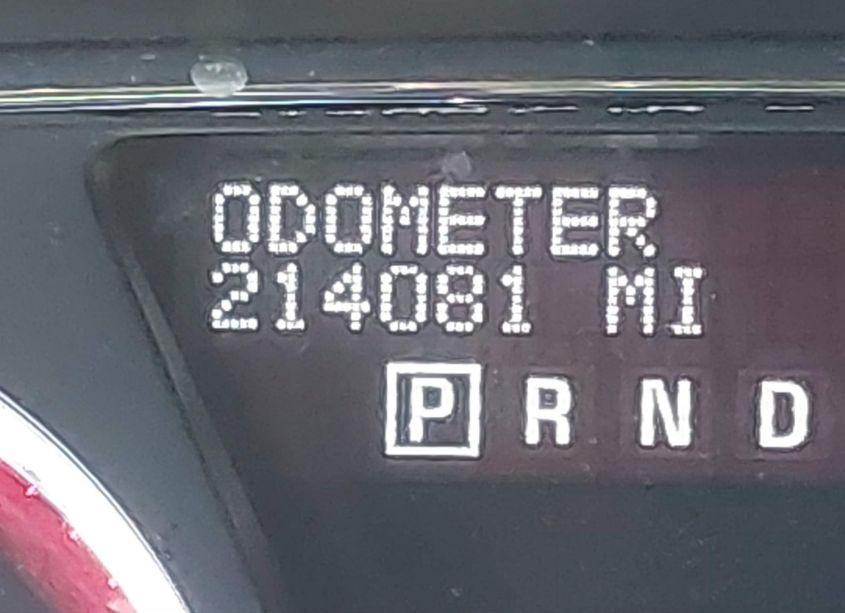 ODOMETER
214081 MI
P R N D